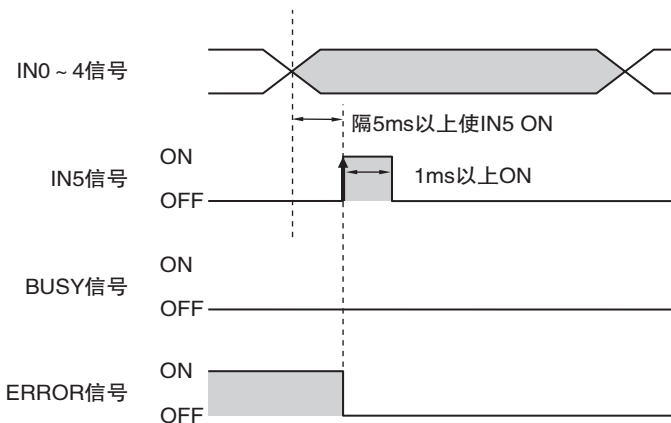 IN0 ~ 4信号
隔5ms以上使IN5 ON
IN5信号
ON
OFF
1ms以上ON
BUSY信号
ON
OFF
ERROR信号
ON
OFF